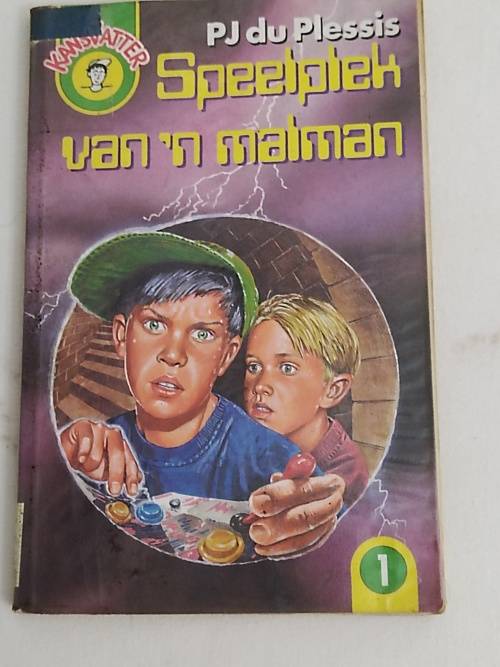 KANSVATTER
PJ du Plessis
Speelplek
van 'n malman
1